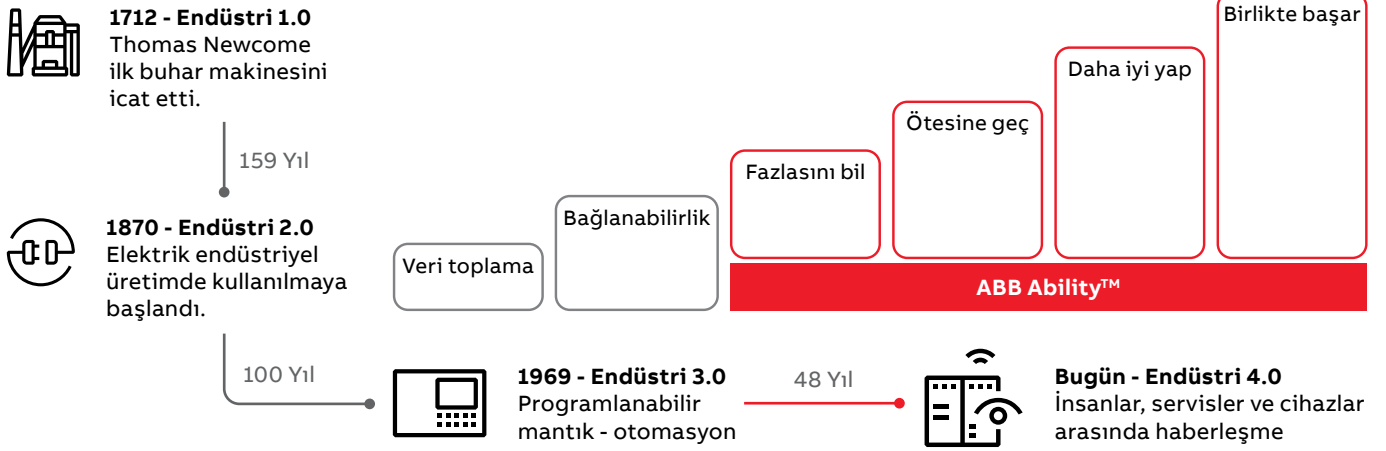 1712 - Endüstri 1.0
Thomas Newcome
ilk buhar makinesini
icat etti.
159 Yıl
1870 - Endüstri 2.0
Elektrik endüstriyel
üretimde kullanılmaya
başlandı.
100 Yıl
Veri toplama
Bağlanabilirlik
Fazlasını bil
Ötesine geç
Daha iyi yap
Birlikte başar
ABB Ability™
1969 - Endüstri 3.0
Programlanabilir
mantık - otomasyon
48 Yıl
Bugün - Endüstri 4.0
İnsanlar, servisler ve cihazlar
arasında haberleşme